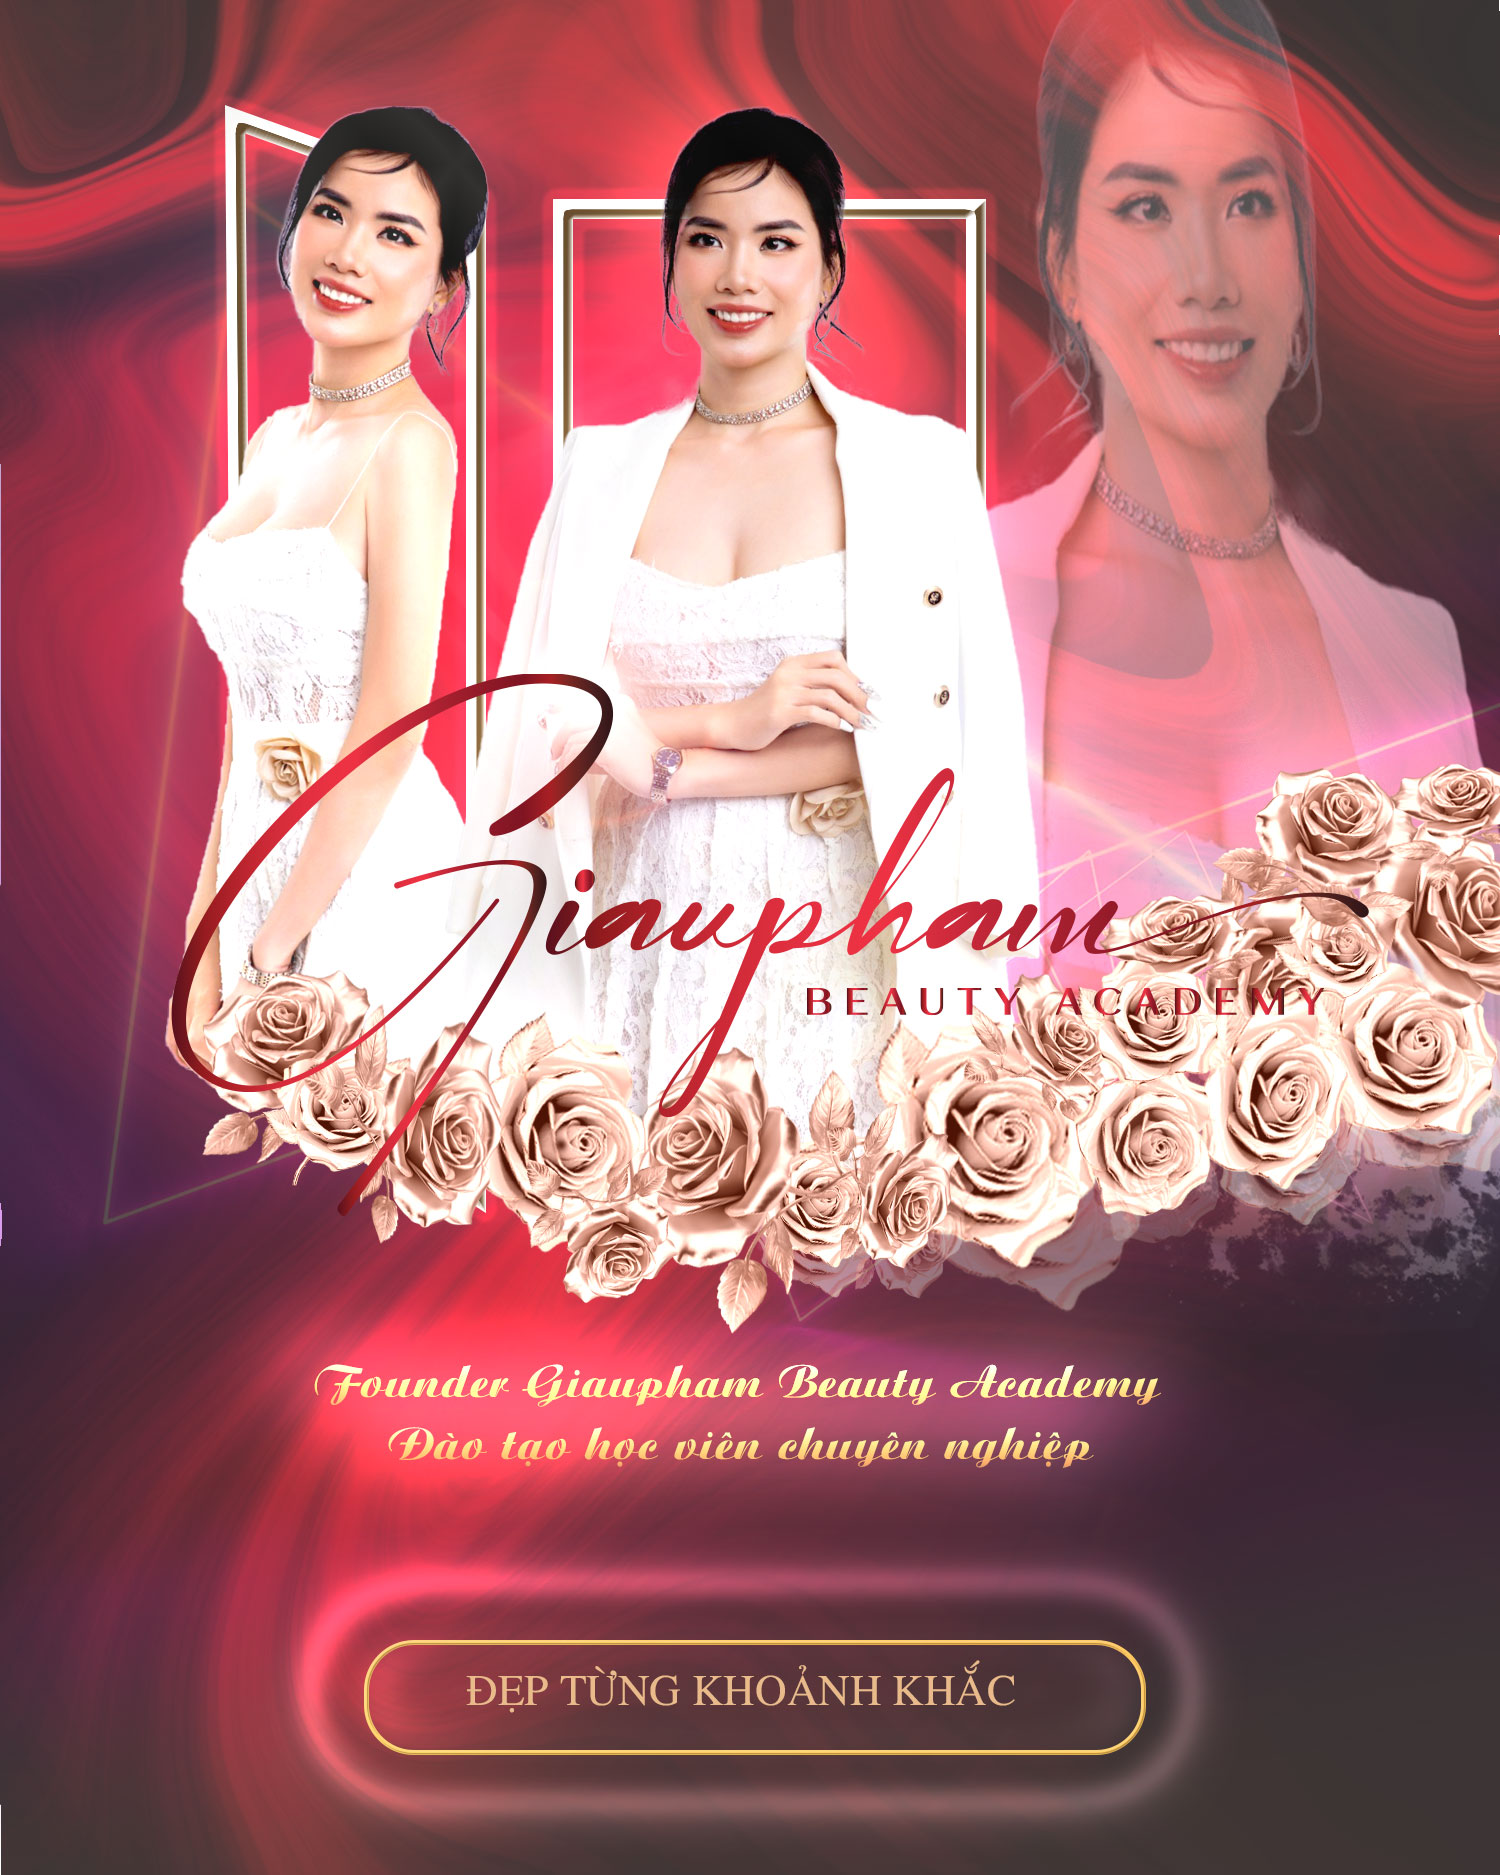 Giaupham
BEAUTY ACADEMY
Founder Giaupham Beauty Academy
Đào tạo học viên chuyên nghiệp
ĐẸP TỪNG KHOẢNH KHẮC